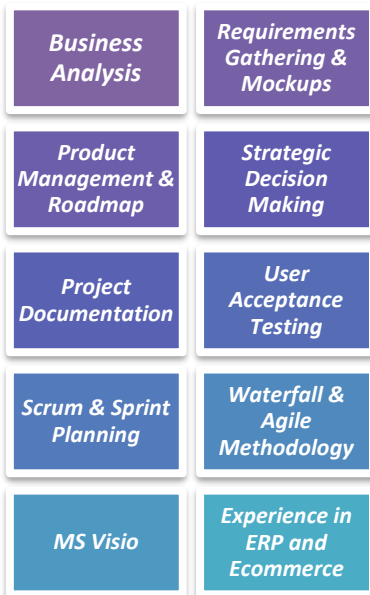 Business
Analysis
Requirements
Gathering &
Mockups
Product
Management &
Roadmap
Strategic
Decision
Making
Project
Documentation
User
Acceptance
Testing
Scrum & Sprint
Planning
Waterfall &
Agile
Methodology
MS Visio
Experience in
ERP and
Ecommerce